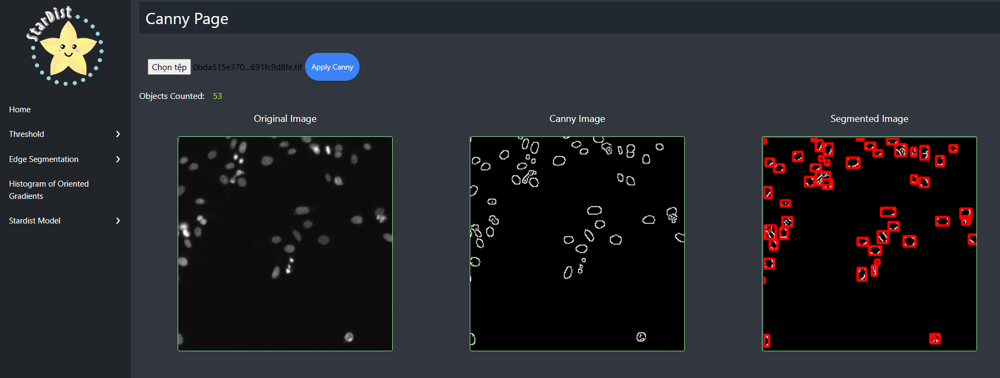 StarDist
Canny Page
Chọn tệp 0bda515e370...691fc9d8fe.tif Apply Canny
Objects Counted: 53
Home
Threshold
Edge Segmentation
Histogram of Oriented
Gradients
Stardist Model
Original Image
Canny Image
Segmented Image